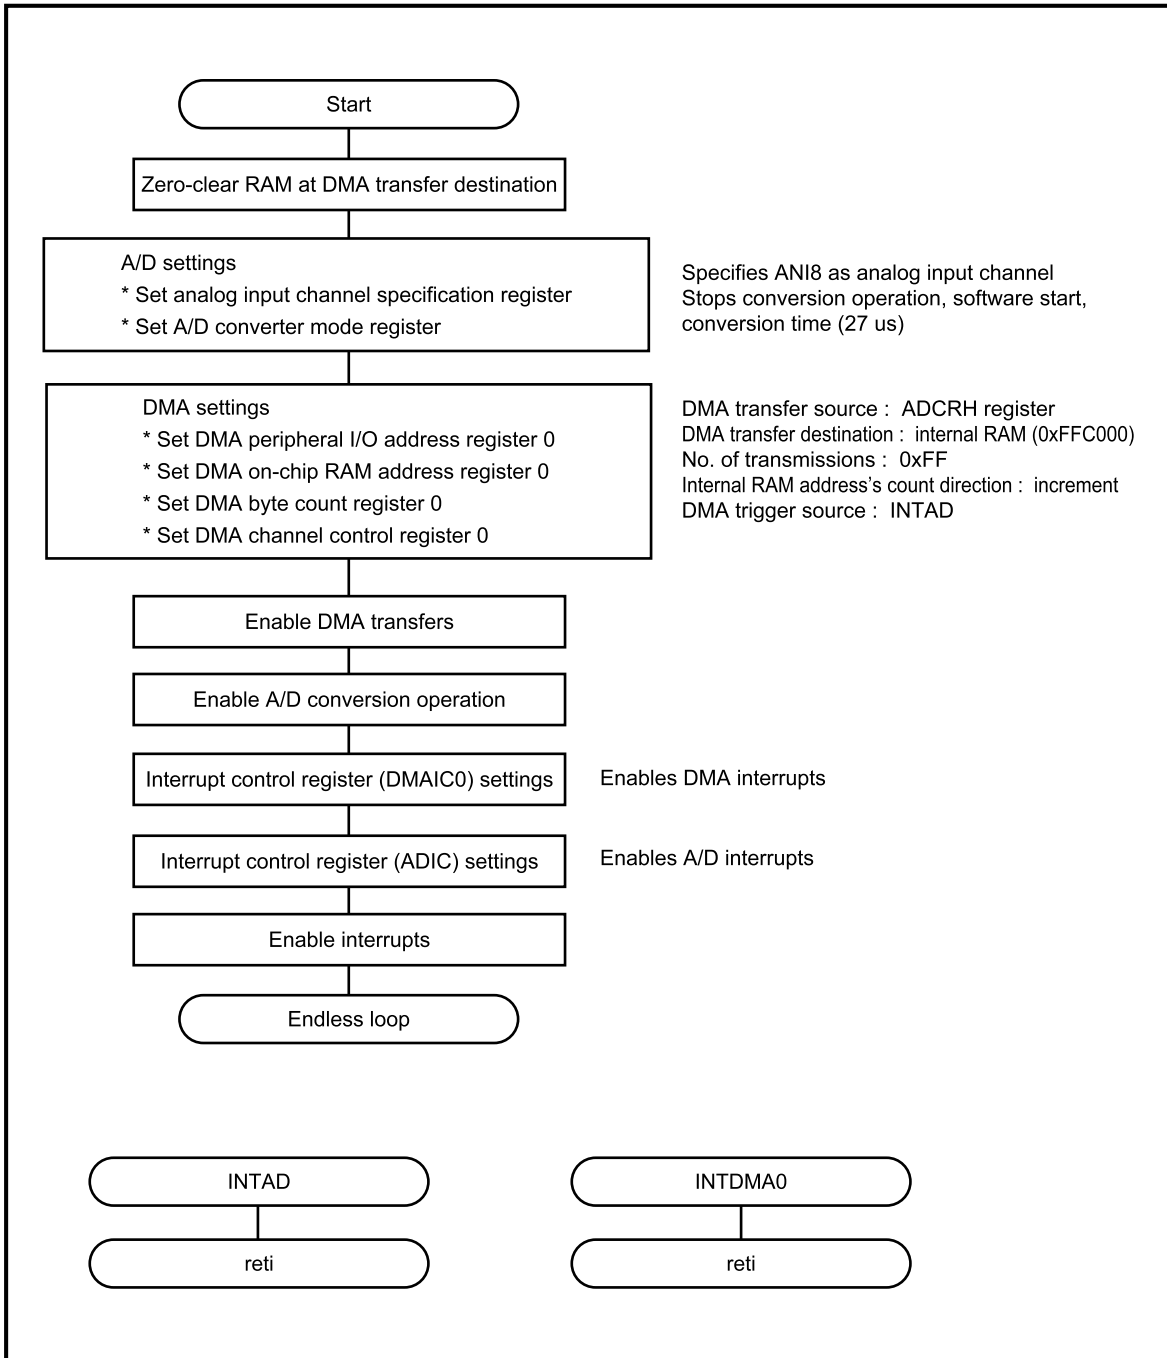 Start
Zero-clear RAM at DMA transfer destination
A/D settings
* Set analog input channel specification register
* Set A/D converter mode register
Specifies ANI8 as analog input channel
Stops conversion operation, software start,
conversion time (27 us)
DMA settings
* Set DMA peripheral I/O address register 0
* Set DMA on-chip RAM address register 0
* Set DMA byte count register 0
* Set DMA channel control register 0
DMA transfer source : ADCRH register
DMA transfer destination : internal RAM (0xFFC000)
No. of transmissions : 0xFF
Internal RAM address's count direction : increment
DMA trigger source : INTAD
Enable DMA transfers
Enable A/D conversion operation
Interrupt control register (DMAIC0) settings
Enables DMA interrupts
Interrupt control register (ADIC) settings
Enables A/D interrupts
Enable interrupts
Endless loop
INTAD
reti
INTDMA0
reti